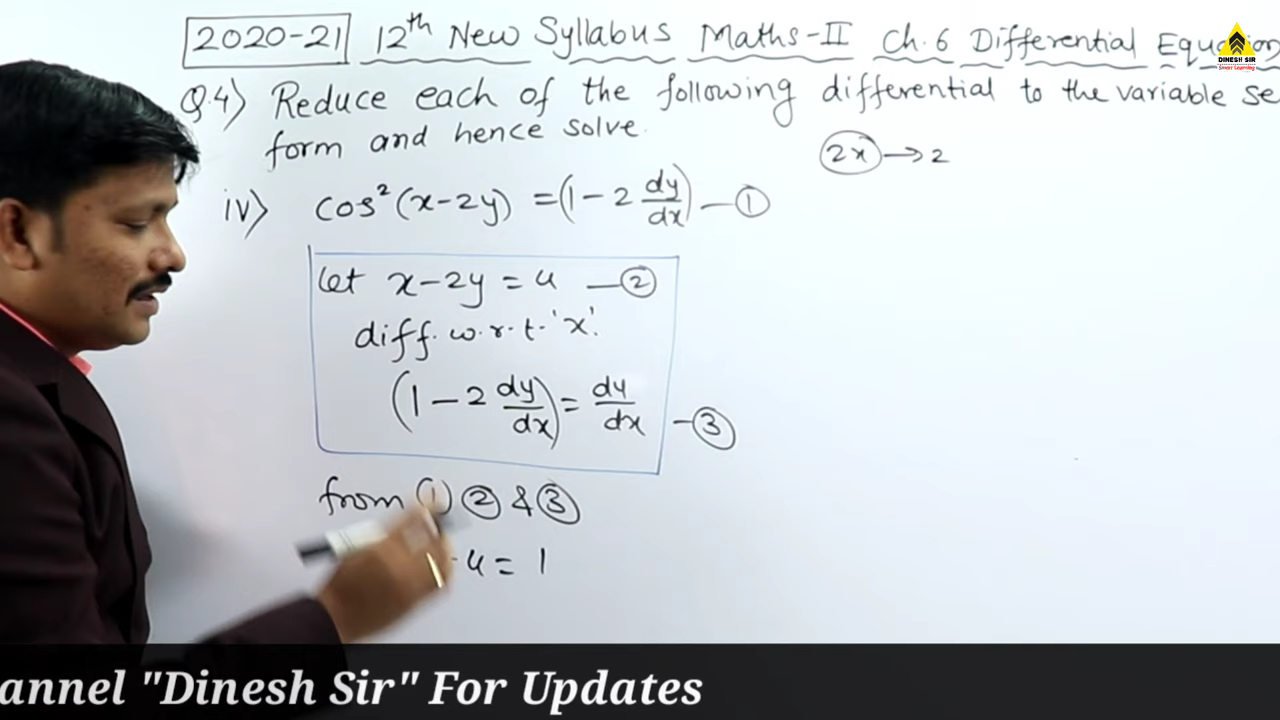 2020-21 12th New Syllabus Maths-II Ch.6 Differential Equation
DINESH SIR
Smart Learning
Q.4) Reduce each of the following differential to the variable se
form and hence solve.
2x → 2
iv) cos²(x-2y) = (1 - 2 dy/dx) — ①
let x-2y = u — ②
diff. w.r.t. 'x'.
(1 - 2 dy/dx) = du/dx — ③
from ① ② & ③
u = 1
annel "Dinesh Sir" For Updates